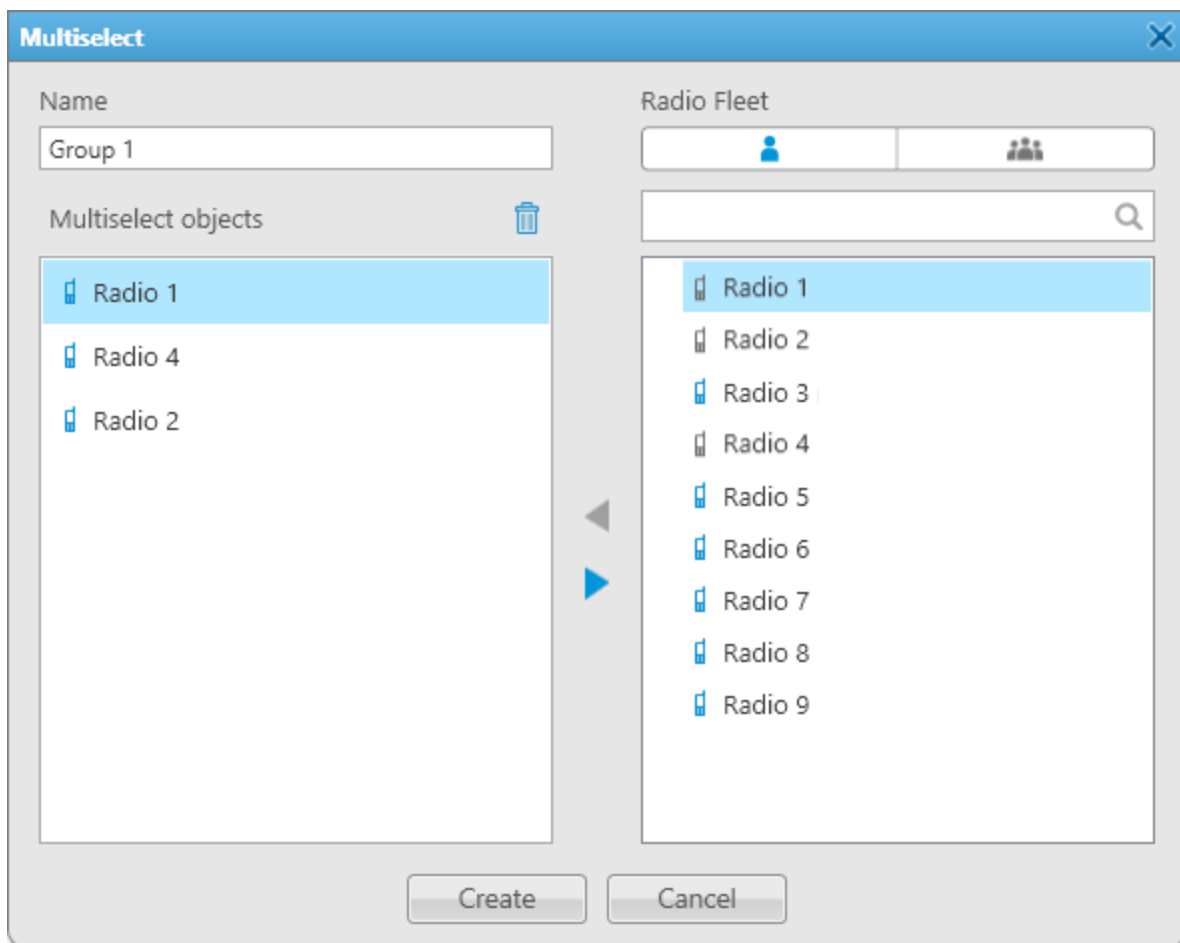 Multiselect
Name
Group 1
Multiselect objects
Radio 1
Radio 4
Radio 2
Radio Fleet
Radio 1
Radio 2
Radio 3
Radio 4
Radio 5
Radio 6
Radio 7
Radio 8
Radio 9
Create
Cancel